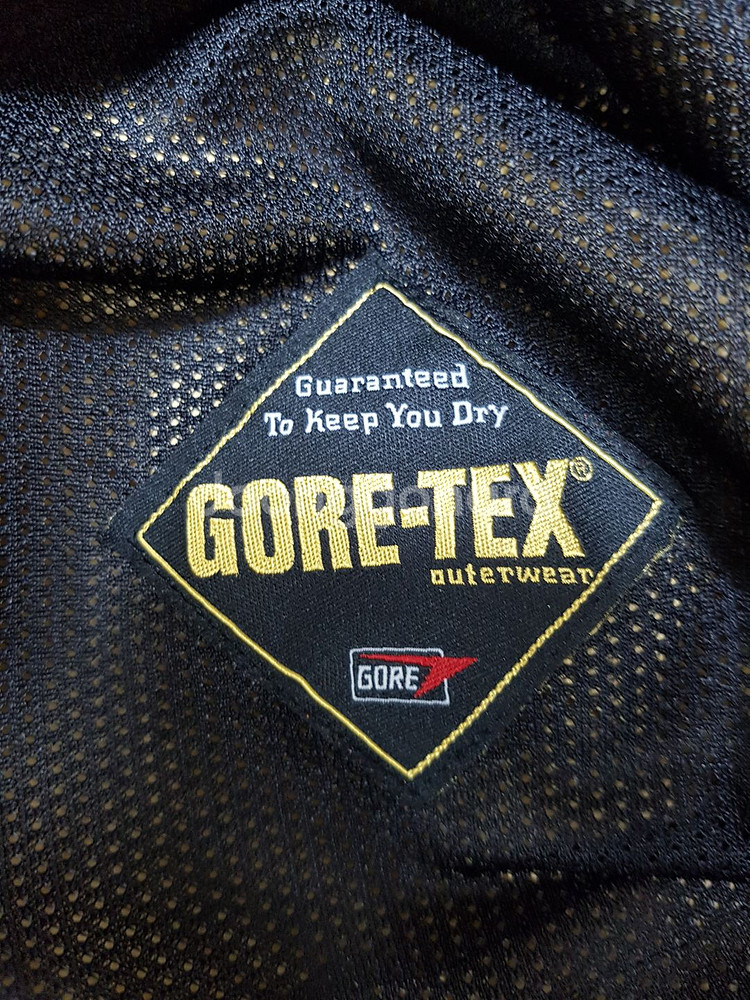 Guaranteed
To Keep You Dry
GORE-TEX®
outerwear
GORE